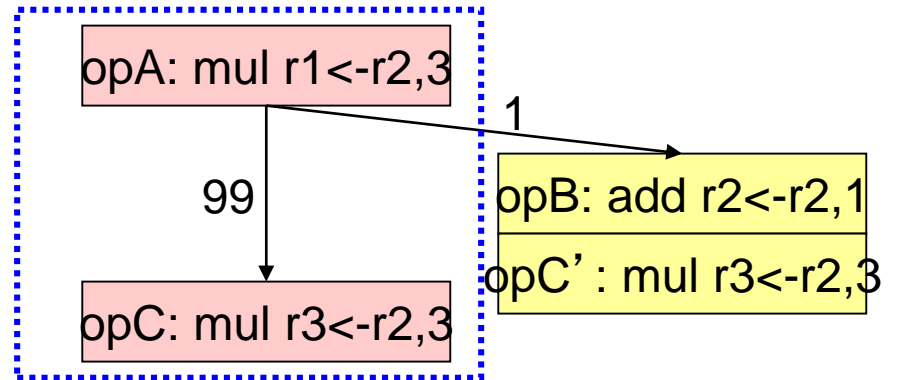 opA: mul r1<-r2,3
1
99
opB: add r2<-r2,1
opC’: mul r3<-r2,3
opC: mul r3<-r2,3